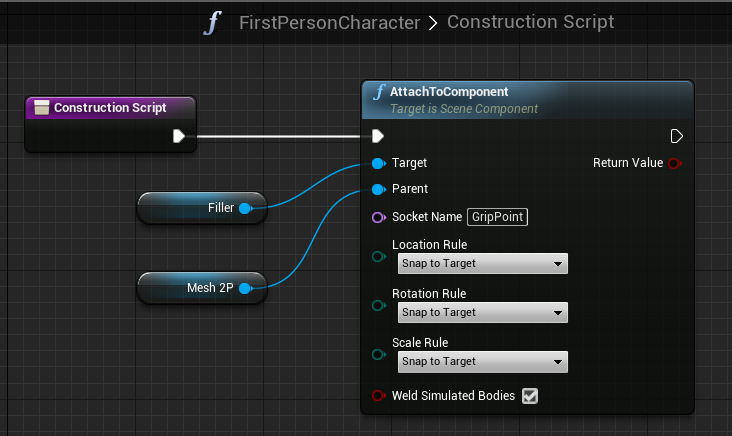 FirstPersonCharacter > Construction Script
Construction Script
AttachToComponent
Target is Scene Component
Target
Return Value
Parent
Filler
Socket Name GripPoint
Location Rule
Snap to Target
Mesh 2P
Rotation Rule
Snap to Target
Scale Rule
Snap to Target
Weld Simulated Bodies